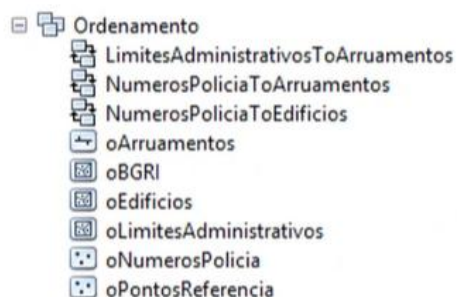 Ordenamento
LimitesAdministrativosToArruamentos
NumerosPoliciaToArruamentos
NumerosPoliciaToEdificios
oArruamentos
oBGRI
oEdificios
oLimitesAdministrativos
oNumerosPolicia
oPontosReferencia